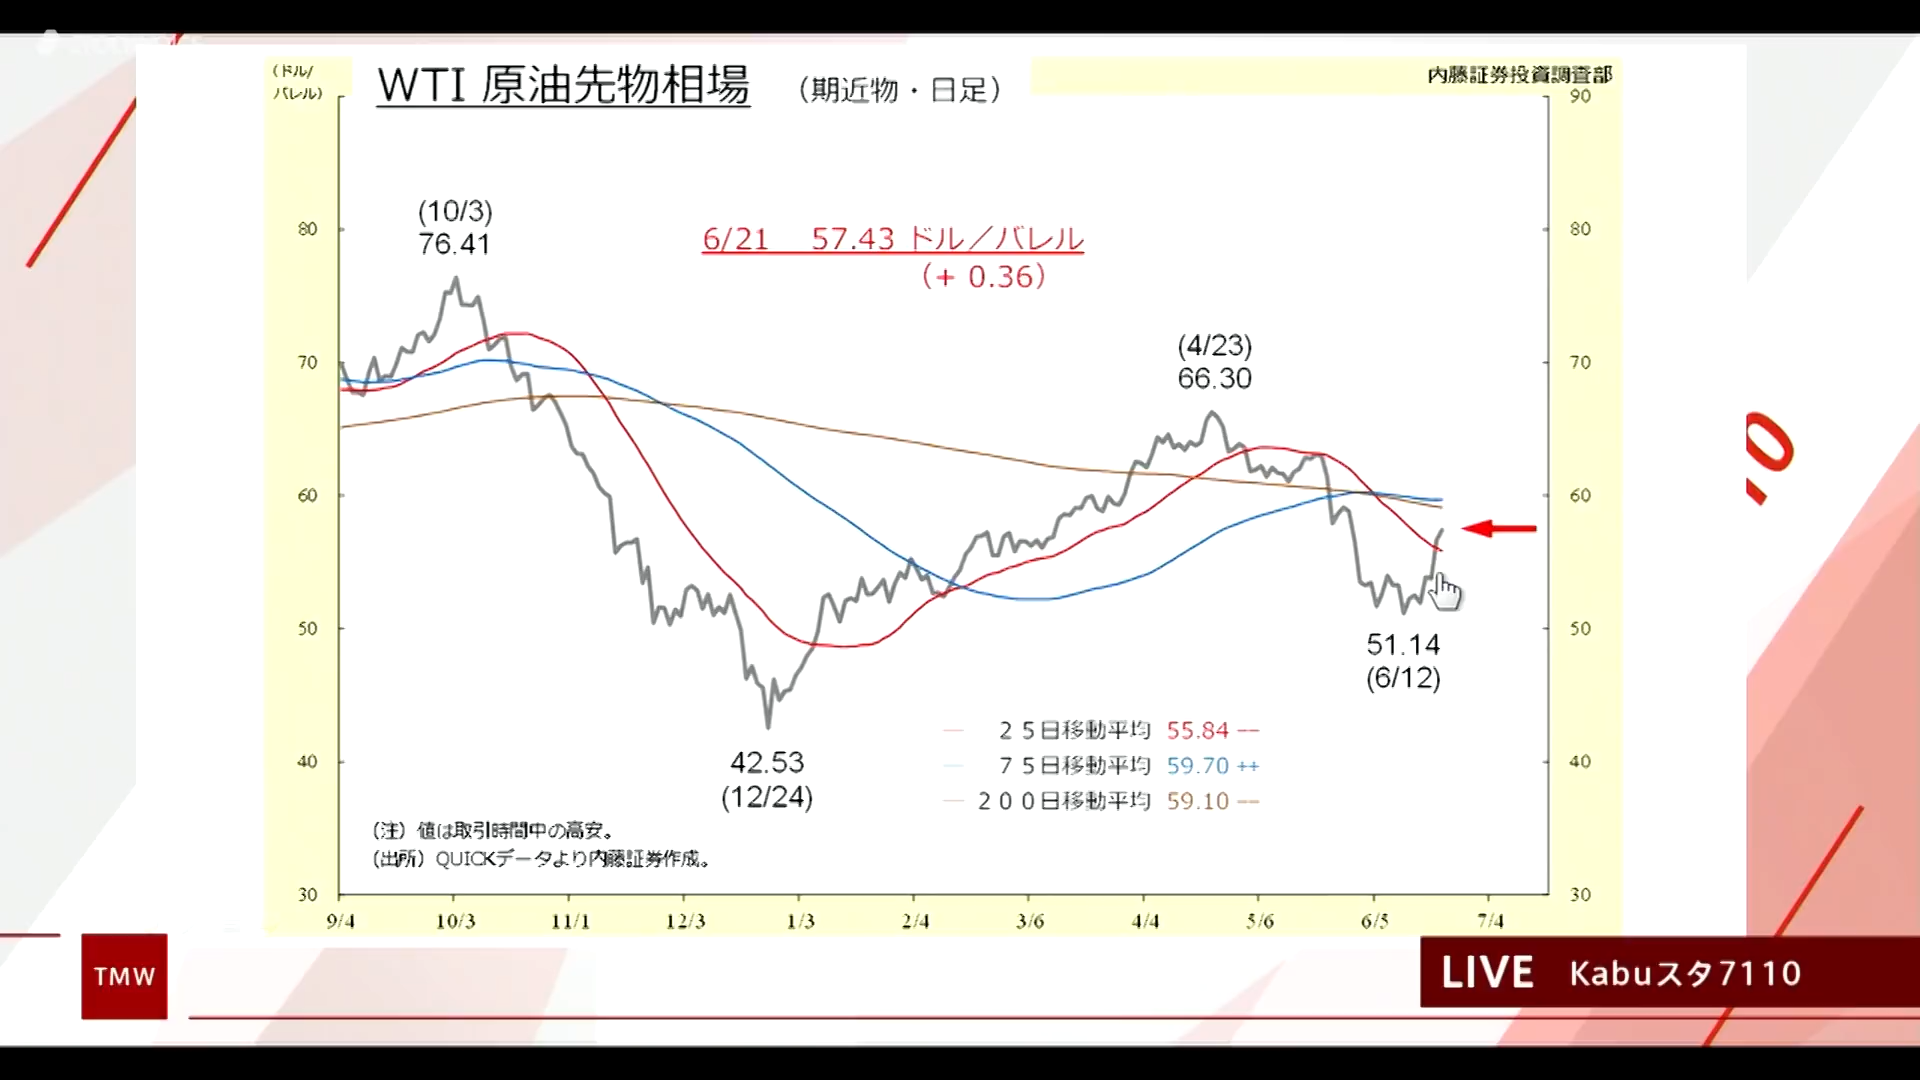 (ドル/
バレル)
WTI 原油先物相場 (期近物・日足)
内藤証券投資調査部
90
(10/3)
76.41
6/21 57.43 ドル／バレル
(+ 0.36)
80
80
(4/23)
66.30
70
70
60
60
50
50
51.14
(6/12)
25日移動平均 55.84 −−
75日移動平均 59.70 ++
200日移動平均 59.10 −−
42.53
(12/24)
40
40
(注) 値は取引時間中の高安。
(出所) QUICKデータより内藤証券作成。
30
30
9/4 10/3 11/1 12/3 1/3 2/4 3/6 4/4 5/6 6/5 7/4
TMW
LIVE Kabuスタ7110